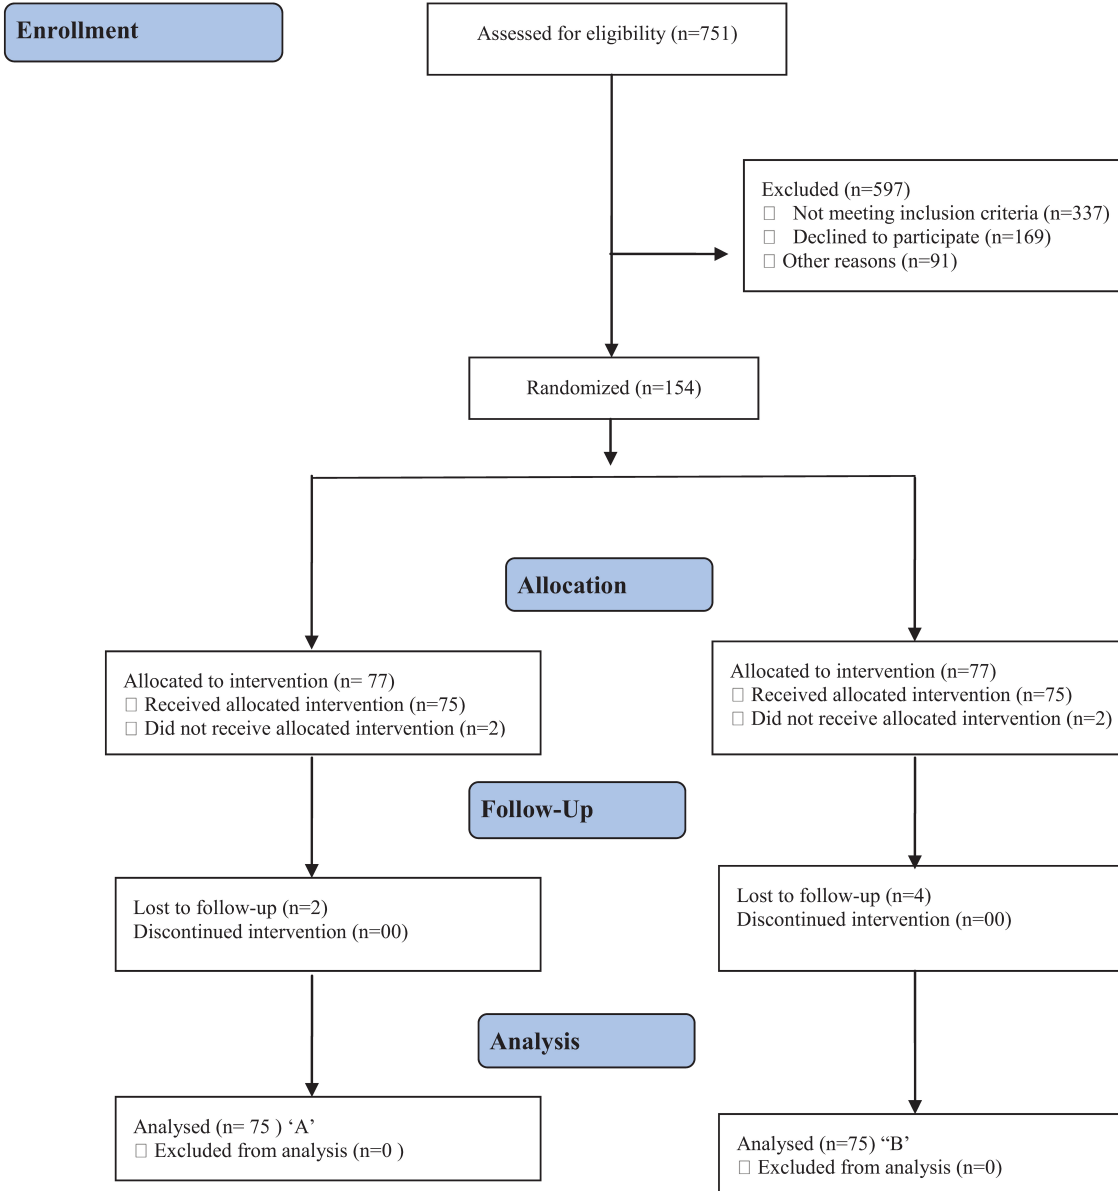 Enrollment
Assessed for eligibility (n=751)
Excluded (n=597)
□ Not meeting inclusion criteria (n=337)
□ Declined to participate (n=169)
□ Other reasons (n=91)
Randomized (n=154)
Allocation
Allocated to intervention (n= 77)
□ Received allocated intervention (n=75)
□ Did not receive allocated intervention (n=2)
Allocated to intervention (n=77)
□ Received allocated intervention (n=75)
□ Did not receive allocated intervention (n=2)
Follow-Up
Lost to follow-up (n=2)
Discontinued intervention (n=00)
Lost to follow-up (n=4)
Discontinued intervention (n=00)
Analysis
Analysed (n= 75 ) ‘A’
□ Excluded from analysis (n=0 )
Analysed (n=75) “B’
□ Excluded from analysis (n=0)